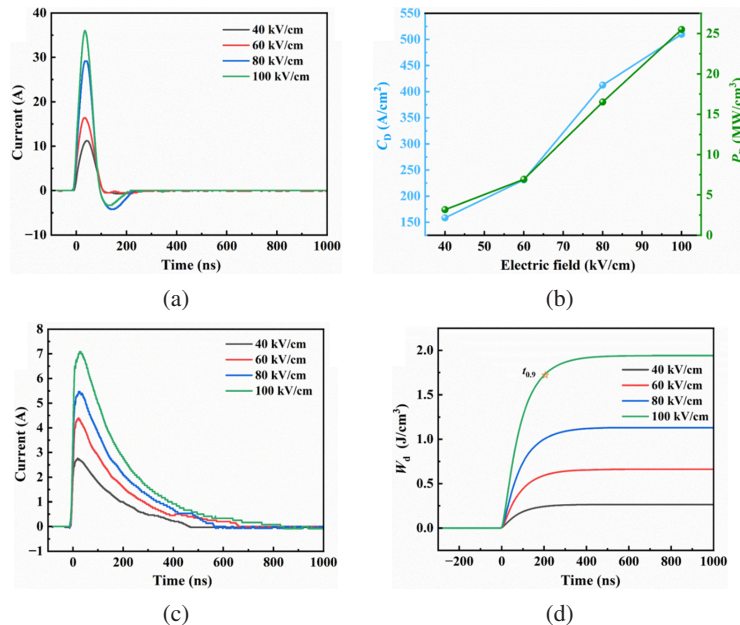 40 kV/cm
60 kV/cm
80 kV/cm
100 kV/cm
Current (A)
40
30
20
10
0
−10
0 200 400 600 800 1000
Time (ns)
(a)
C_D (A/cm²)
550
500
450
400
350
300
250
200
150
(MW/cm³)
25
20
15
10
5
0
40 50 60 70 80 90 100
Electric field (kV/cm)
(b)
40 kV/cm
60 kV/cm
80 kV/cm
100 kV/cm
Current (A)
8
7
6
5
4
3
2
1
0
−1
0 200 400 600 800 1000
Time (ns)
(c)
t_0.9
40 kV/cm
60 kV/cm
80 kV/cm
100 kV/cm
W_d (J/cm³)
2.0
1.5
1.0
0.5
0.0
−200 0 200 400 600 800 1000
Time (ns)
(d)